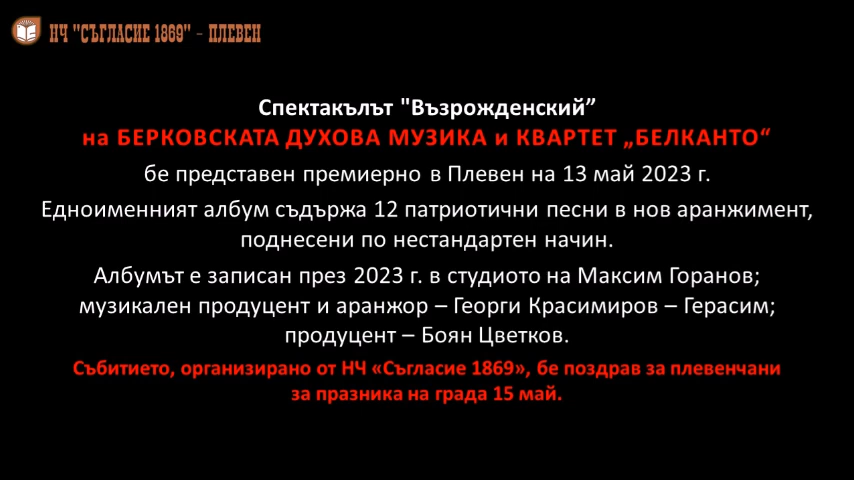 НЧ "СЪГЛАСИЕ 1869" - ПЛЕВЕН
Спектакълът "Възрожденский”
на БЕРКОВСКАТА ДУХОВА МУЗИКА и КВАРТЕТ „БЕЛКАНТО“
бе представен премиерно в Плевен на 13 май 2023 г.
Едноименният албум съдържа 12 патриотични песни в нов аранжимент,
поднесени по нестандартен начин.
Албумът е записан през 2023 г. в студиото на Максим Горанов;
музикален продуцент и аранжор – Георги Красимиров – Герасим;
продуцент – Боян Цветков.
Събитието, организирано от НЧ «Съгласие 1869», бе поздрав за плевенчани
за празника на града 15 май.